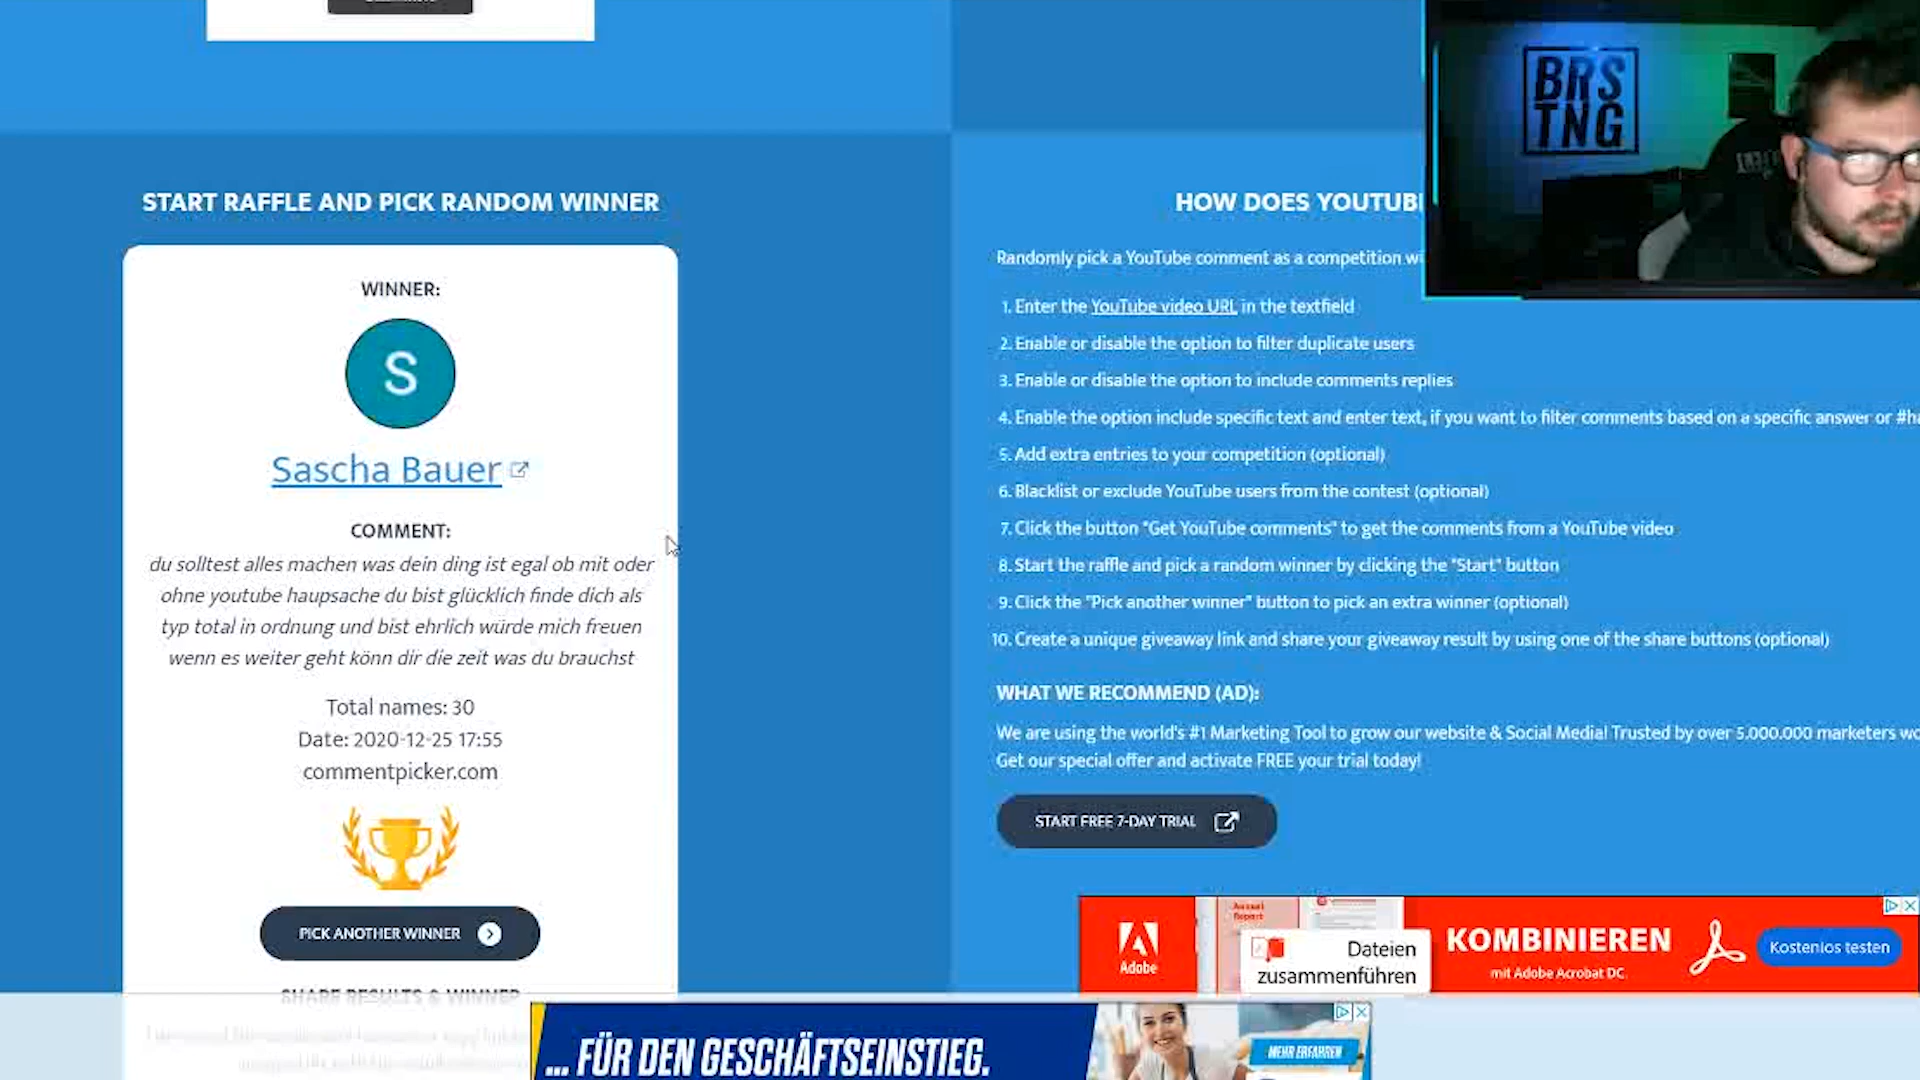 BRS
TNG
START RAFFLE AND PICK RANDOM WINNER
WINNER:
S
Sascha Bauer
COMMENT:
du solltest alles machen was dein ding ist egal ob mit oder
ohne youtube haupsache du bist glücklich finde dich als
typ total in ordnung und bist ehrlich würde mich freuen
wenn es weiter geht könn dir die zeit was du brauchst
Total names: 30
Date: 2020-12-25 17:55
commentpicker.com
PICK ANOTHER WINNER
SHARE RESULTS & WINNER
HOW DOES YOUTUB
Randomly pick a YouTube comment as a competition
1. Enter the YouTube video URL in the textfield
2. Enable or disable the option to filter duplicate users
3. Enable or disable the option to include comments replies
4. Enable the option include specific text and enter text, if you want to filter comments based on a specific answer or
5. Add extra entries to your competition (optional)
6. Blacklist or exclude YouTube users from the contest (optional)
7. Click the button "Get YouTube comments" to get the comments from a YouTube video
8. Start the raffle and pick a random winner by clicking the "Start" button
9. Click the "Pick another winner" button to pick an extra winner (optional)
10. Create a unique giveaway link and share your giveaway result by using one of the share buttons (optional)
WHAT WE RECOMMEND (AD):
We are using the world's #1 Marketing Tool to grow our website & Social Media! Trusted by over 5.000.000 marketers
Get our special offer and activate FREE your trial today!
START FREE 7-DAY TRIAL
Adobe
Annual
Report
Dateien
zusammenführen
KOMBINIEREN
mit Adobe Acrobat DC.
Kostenlos testen
... FÜR DEN GESCHÄFTSEINSTIEG.
MEHR ERFAHREN